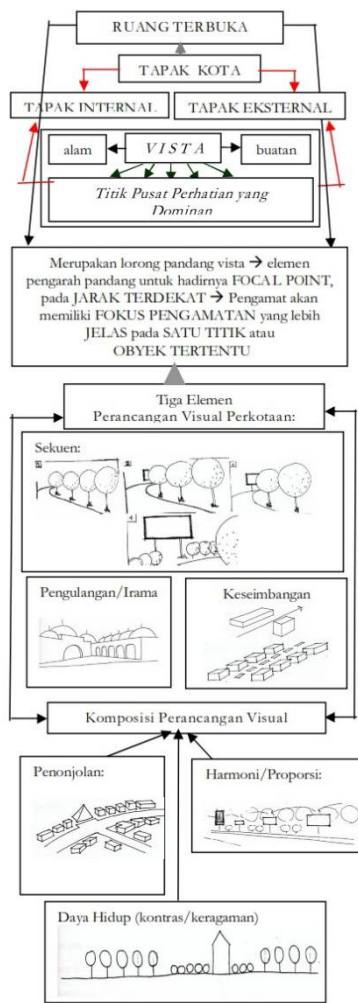 RUANG TERBUKA
TAPAK KOTA
TAPAK INTERNAL
TAPAK EKSTERNAL
alam
VISTA
buatan
Titik Pusat Perhatian yang
Dominan
Merupakan lorong pandang vista → elemen
pengarah pandang untuk hadirnya FOCAL POINT,
pada JARAK TERDEKAT → Pengamat akan
memiliki FOKUS PENGAMATAN yang lebih
JELAS pada SATU TITIK atau
OBYEK TERTENTU
Tiga Elemen
Perancangan Visual Perkotaan:
Sekuen:
Pengulangan/Irama
Keseimbangan
Komposisi Perancangan Visual
Penonjolan:
Harmoni/Proporsi:
Daya Hidup (kontras/keragaman)